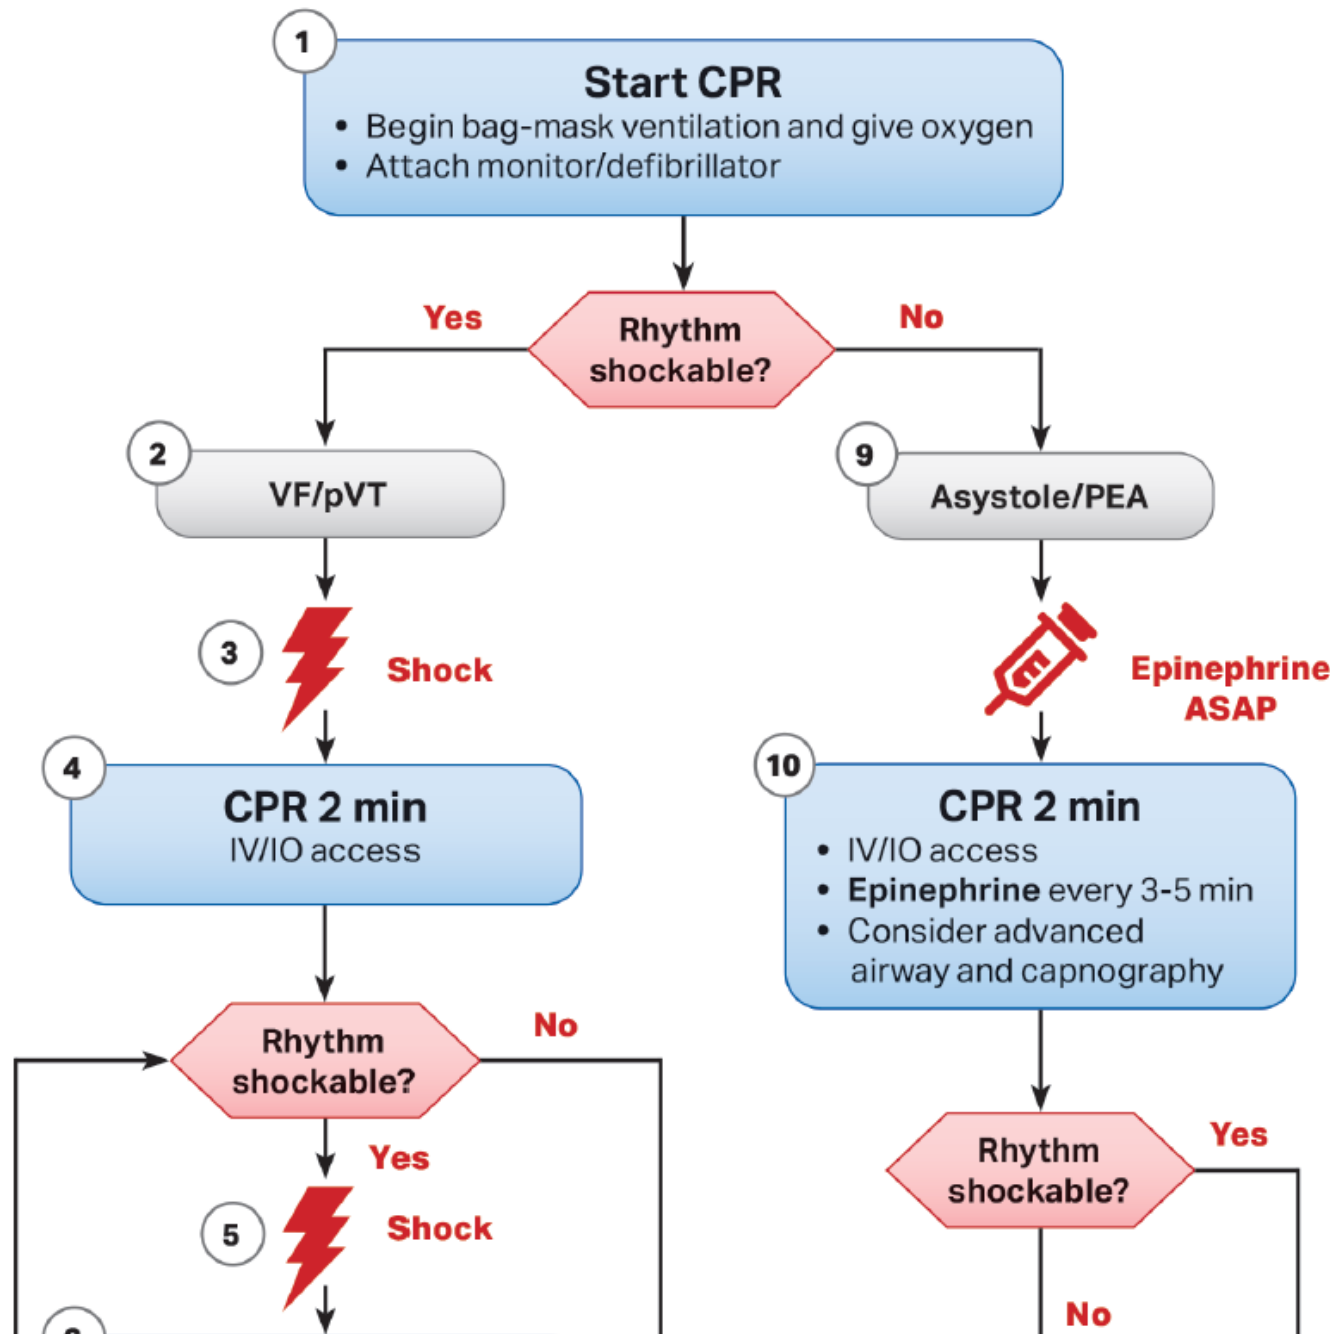 1
Start CPR
• Begin bag-mask ventilation and give oxygen
• Attach monitor/defibrillator
Yes
Rhythm
shockable?
No
2
VF/pVT
9
Asystole/PEA
3
Shock
Epinephrine
ASAP
4
CPR 2 min
IV/IO access
10
CPR 2 min
• IV/IO access
• Epinephrine every 3-5 min
• Consider advanced
airway and capnography
Rhythm
shockable?
No
Yes
5
Shock
Rhythm
shockable?
Yes
No